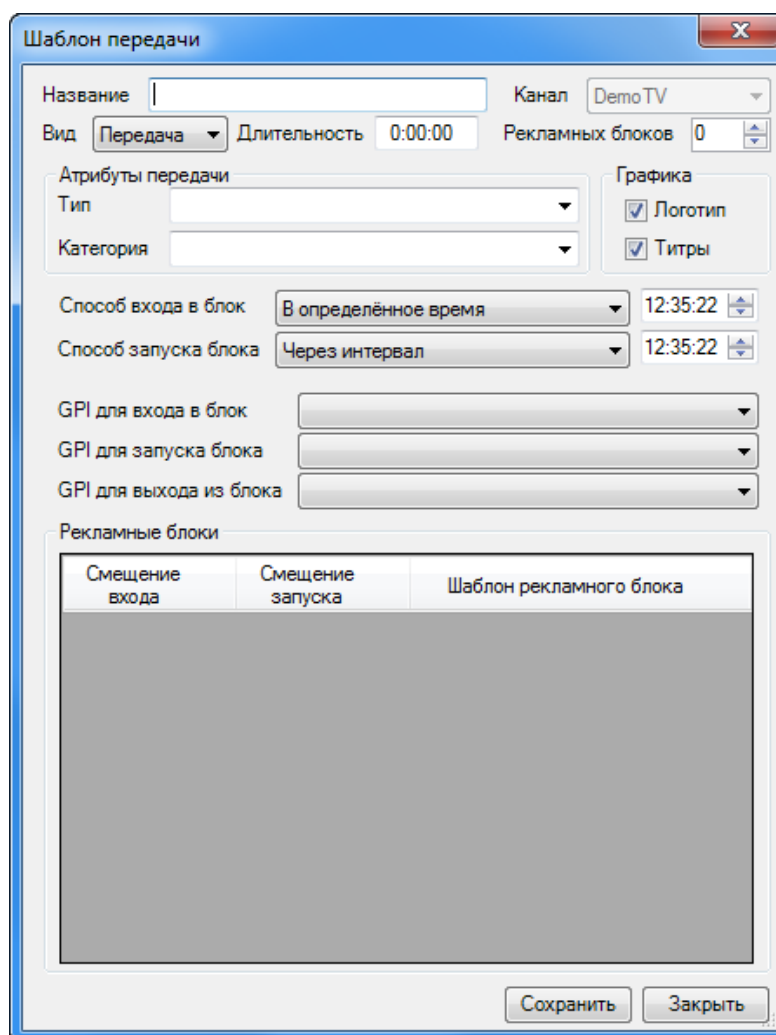 Шаблон передачи
Название Канал DemoTV
Вид Передача Длительность 0:00:00 Рекламных блоков 0
Атрибуты передачи Графика
Тип Логотип
Категория Титры
Способ входа в блок В определённое время 12:35:22
Способ запуска блока Через интервал 12:35:22
GPI для входа в блок
GPI для запуска блока
GPI для выхода из блока
Рекламные блоки
Смещение входа Смещение запуска Шаблон рекламного блока
Сохранить Закрыть